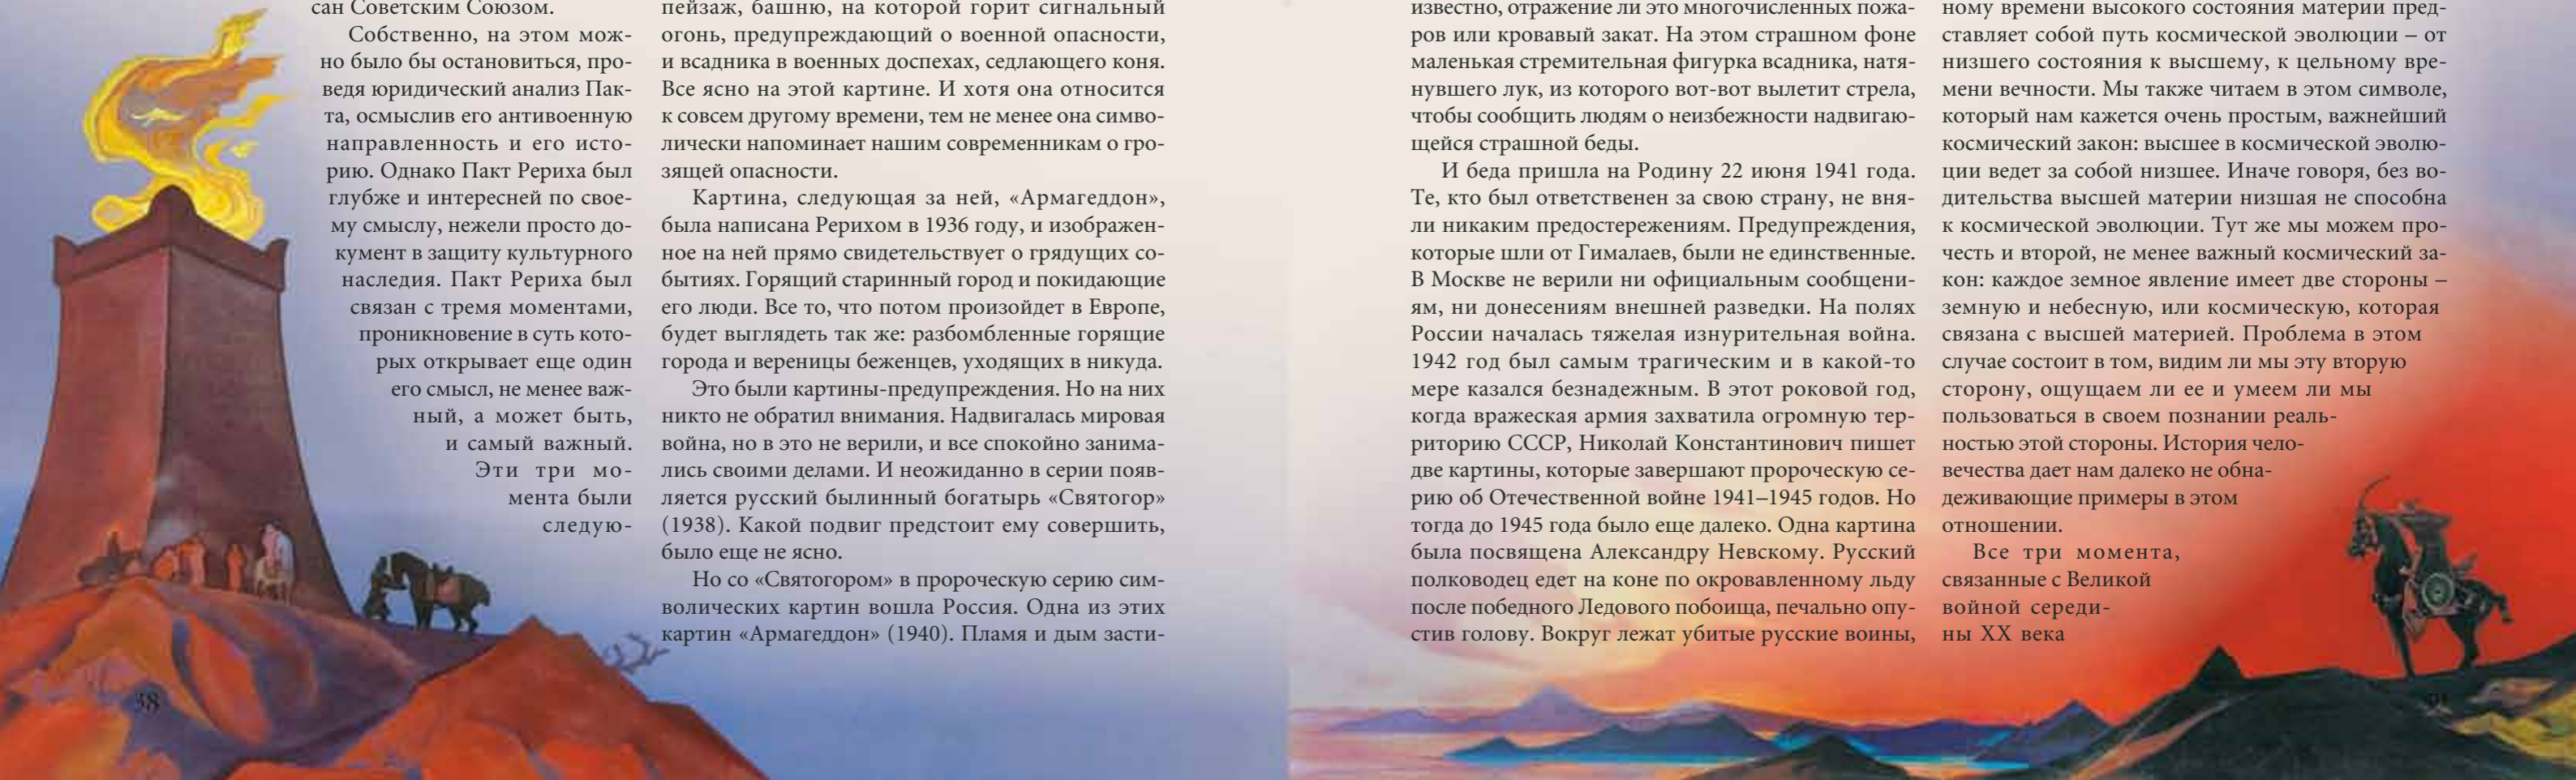 сан Советским Союзом.
Собственно, на этом мож-
но было бы остановиться, про-
ведя юридический анализ Пак-
та, осмыслив его антивоенную
направленность и его исто-
рию. Однако Пакт Рериха был
глубже и интересней по свое-
му смыслу, нежели просто до-
кумент в защиту культурного
наследия. Пакт Рериха был
связан с тремя моментами,
проникновение в суть кото-
рых открывает еще один
его смысл, не менее важ-
ный, а может быть,
и самый важный.
Эти три мо-
мента были
следую-
пейзаж, башню, на которой горит сигнальный
огонь, предупреждающий о военной опасности,
и всадника в военных доспехах, седлающего коня.
Все ясно на этой картине. И хотя она относится
к совсем другому времени, тем не менее она симво-
лически напоминает нашим современникам о гро-
зящей опасности.
Картина, следующая за ней, «Армагеддон»,
была написана Рерихом в 1936 году, и изображен-
ное на ней прямо свидетельствует о грядущих со-
бытиях. Горящий старинный город и покидающие
его люди. Все то, что потом произойдет в Европе,
будет выглядеть так же: разбомбленные горящие
города и вереницы беженцев, уходящих в никуда.
Это были картины-предупреждения. Но на них
никто не обратил внимания. Надвигалась мировая
война, но в это не верили, и все спокойно занима-
лись своими делами. И неожиданно в серии появ-
ляется русский былинный богатырь «Святогор»
(1938). Какой подвиг предстоит ему совершить,
было еще не ясно.
Но со «Святогором» в пророческую серию сим-
волических картин вошла Россия. Одна из этих
картин «Армагеддон» (1940). Пламя и дым засти-
38
известно, отражение ли это многочисленных пожа-
ров или кровавый закат. На этом страшном фоне
маленькая стремительная фигурка всадника, натя-
нувшего лук, из которого вот-вот вылетит стрела,
чтобы сообщить людям о неизбежности надвигаю-
щейся страшной беды.
И беда пришла на Родину 22 июня 1941 года.
Те, кто был ответственен за свою страну, не вня-
ли никаким предостережениям. Предупреждения,
которые шли от Гималаев, были не единственные.
В Москве не верили ни официальным сообщени-
ям, ни донесениям внешней разведки. На полях
России началась тяжелая изнурительная война.
1942 год был самым трагическим и в какой-то
мере казался безнадежным. В этот роковой год,
когда вражеская армия захватила огромную тер-
риторию СССР, Николай Константинович пишет
две картины, которые завершают пророческую се-
рию об Отечественной войне 1941–1945 годов. Но
тогда до 1945 года было еще далеко. Одна картина
была посвящена Александру Невскому. Русский
полководец едет на коне по окровавленному льду
после победного Ледового побоища, печально опу-
стив голову. Вокруг лежат убитые русские воины,
ному времени высокого состояния материи пред-
ставляет собой путь космической эволюции – от
низшего состояния к высшему, к цельному вре-
мени вечности. Мы также читаем в этом символе,
который нам кажется очень простым, важнейший
космический закон: высшее в космической эволю-
ции ведет за собой низшее. Иначе говоря, без во-
дительства высшей материи низшая не способна
к космической эволюции. Тут же мы можем про-
честь и второй, не менее важный космический за-
кон: каждое земное явление имеет две стороны –
земную и небесную, или космическую, которая
связана с высшей материей. Проблема в этом
случае состоит в том, видим ли мы эту вторую
сторону, ощущаем ли ее и умеем ли мы
пользоваться в своем познании реаль-
ностью этой стороны. История чело-
вечества дает нам далеко не обна-
деживающие примеры в этом
отношении.
Все три момента,
связанные с Великой
войной середи-
ны XX века